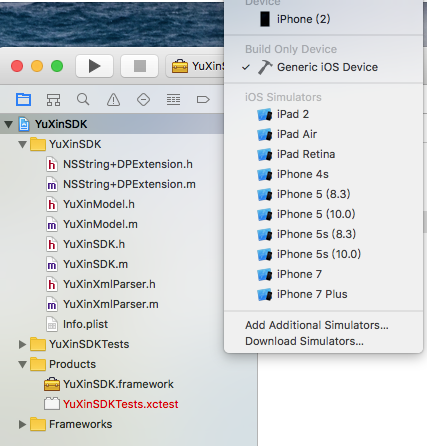 Device
iPhone (2)
Build Only Device
YuXinS
✓ Generic iOS Device
iOS Simulators
iPad 2
iPad Air
iPad Retina
iPhone 4s
iPhone 5 (8.3)
iPhone 5 (10.0)
iPhone 5s (8.3)
iPhone 5s (10.0)
iPhone 7
iPhone 7 Plus
Add Additional Simulators...
Download Simulators...
YuXinSDK
YuXinSDK
NSString+DPExtension.h
NSString+DPExtension.m
YuXinModel.h
YuXinModel.m
YuXinSDK.h
YuXinSDK.m
YuXinXmlParser.h
YuXinXmlParser.m
Info.plist
YuXinSDKTests
Products
YuXinSDK.framework
YuXinSDKTests.xctest
Frameworks